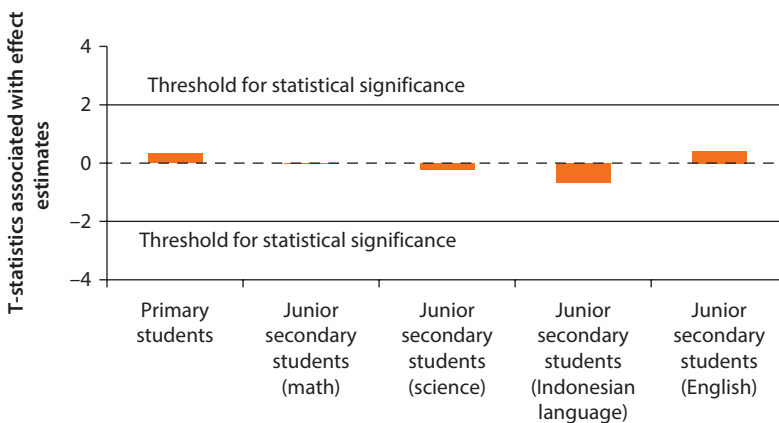 T-statistics associated with effect
estimates
4
2
0
–2
–4
Threshold for statistical significance
Threshold for statistical significance
Primary
students
Junior
secondary
students
(math)
Junior
secondary
students
(science)
Junior
secondary
students
(Indonesian
language)
Junior
secondary
students
(English)